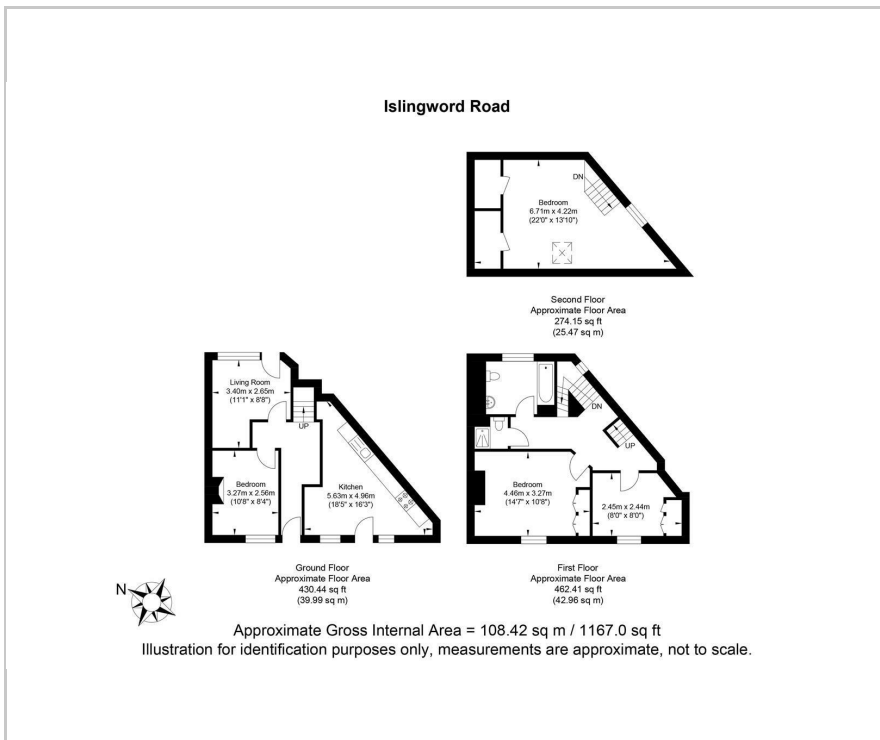 Islingword Road
DN
Bedroom
6.71m x 4.22m
(22'0" x 13'10")
Second Floor
Approximate Floor Area
274.15 sq ft
(25.47 sq m)
Living Room
3.40m x 2.65m
(11'1" x 8'8")
UP
Bedroom
3.27m x 2.56m
(10'8" x 8'4")
Kitchen
5.63m x 4.96m
(18'5" x 16'3")
Ground Floor
Approximate Floor Area
430.44 sq ft
(39.99 sq m)
DN
UP
Bedroom
4.46m x 3.27m
(14'7" x 10'8")
2.45m x 2.44m
(8'0" x 8'0")
First Floor
Approximate Floor Area
462.41 sq ft
(42.96 sq m)
N
Approximate Gross Internal Area = 108.42 sq m / 1167.0 sq ft
Illustration for identification purposes only, measurements are approximate, not to scale.